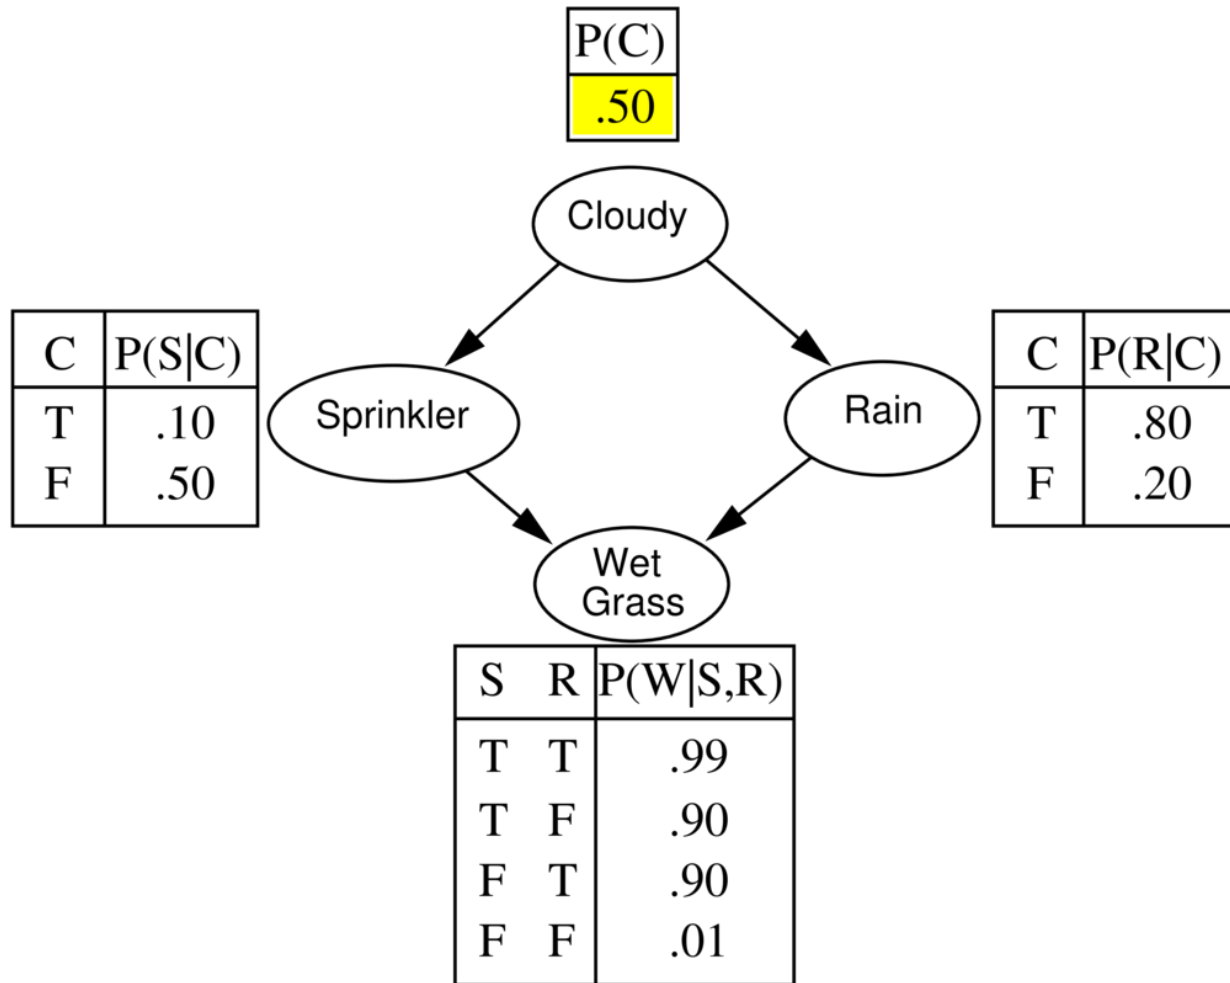 P(C)
.50
Cloudy
C P(S|C)
T .10
F .50
Sprinkler
Rain
C P(R|C)
T .80
F .20
Wet
Grass
S R P(W|S,R)
T T .99
T F .90
F T .90
F F .01